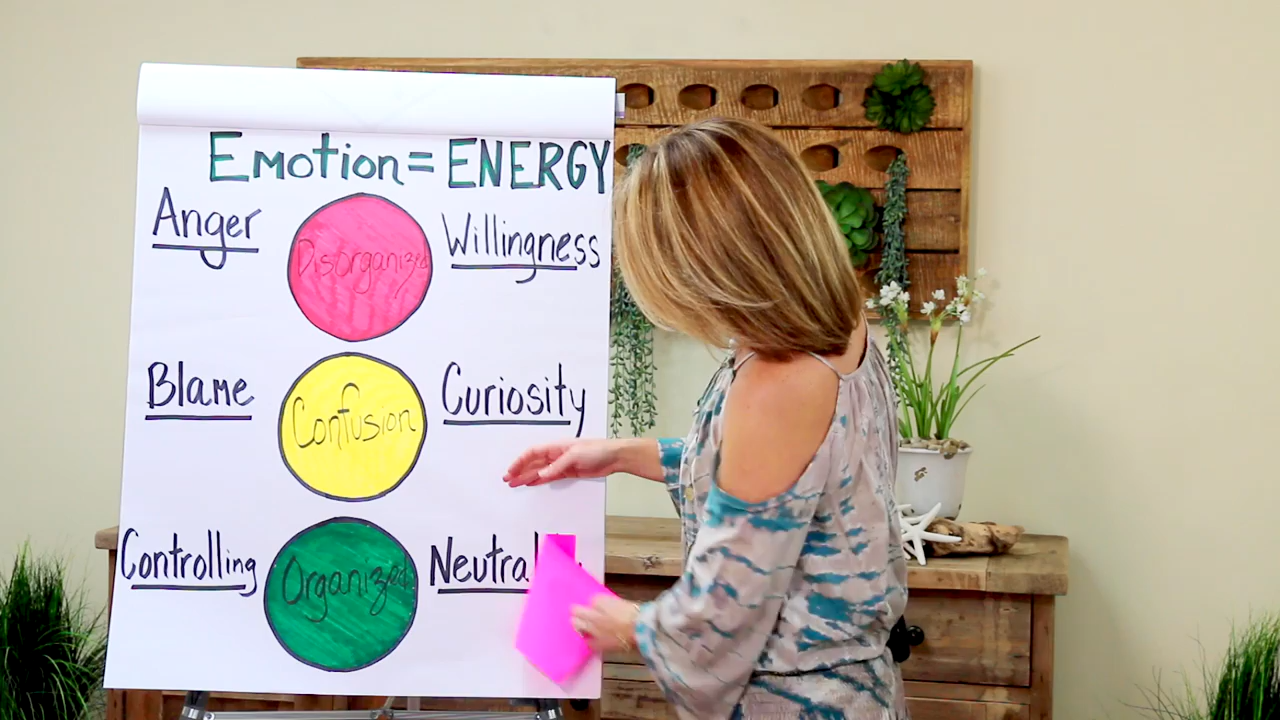 Emotion = ENERGY
Anger Disorganized Willingness
Blame Confusion Curiosity
Controlling Organized Neutral